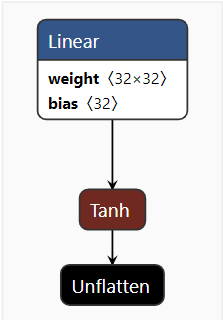 Linear
weight 〈32×32〉
bias 〈32〉
Tanh
Unflatten